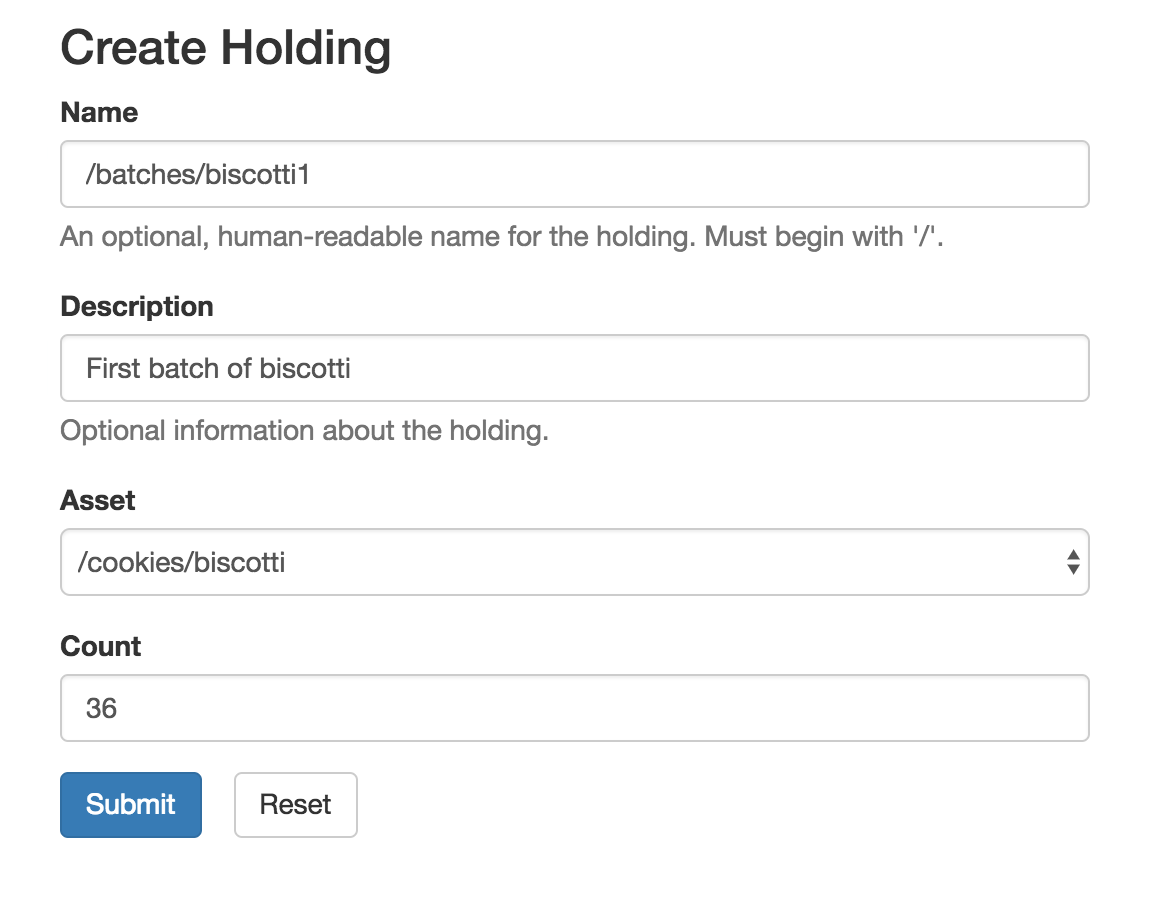 Create Holding
Name
/batches/biscotti1
An optional, human-readable name for the holding. Must begin with '/'.
Description
First batch of biscotti
Optional information about the holding.
Asset
/cookies/biscotti
Count
36
Submit Reset